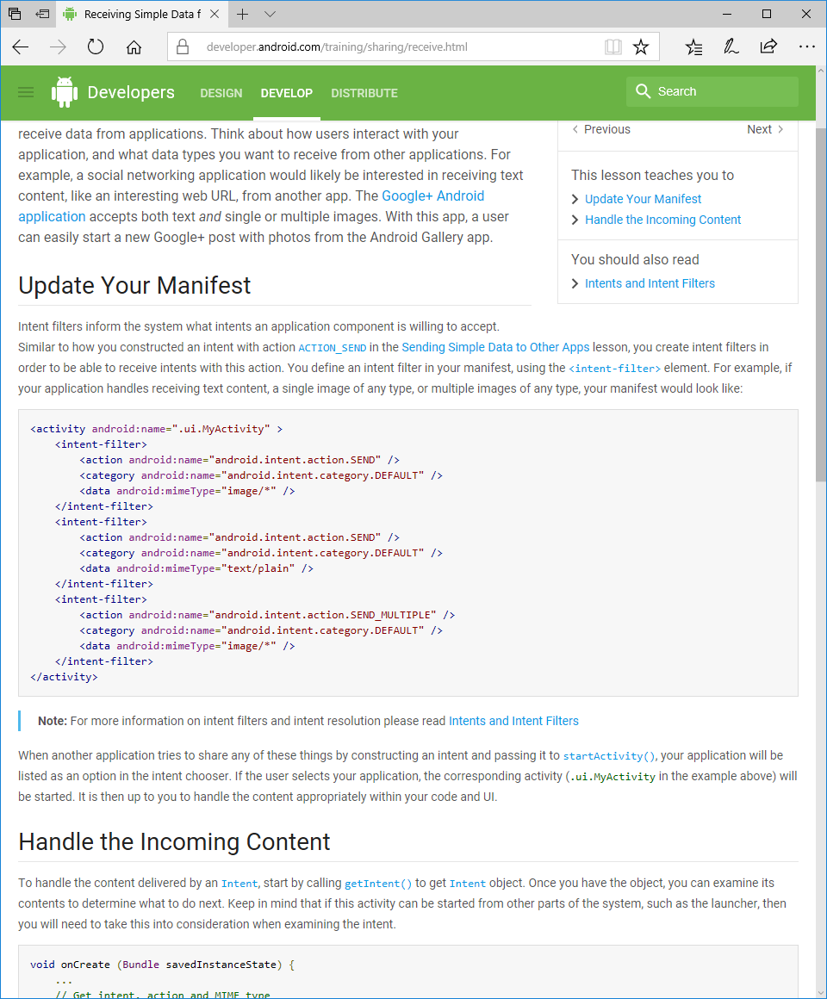 Receiving Simple Data f
developer.android.com/training/sharing/receive.html
Developers DESIGN DEVELOP DISTRIBUTE Search
receive data from applications. Think about how users interact with your
application, and what data types you want to receive from other applications. For
example, a social networking application would likely be interested in receiving text
content, like an interesting web URL, from another app. The Google+ Android
application accepts both text and single or multiple images. With this app, a user
can easily start a new Google+ post with photos from the Android Gallery app.
Previous Next
This lesson teaches you to
Update Your Manifest
Handle the Incoming Content
You should also read
Intents and Intent Filters
Update Your Manifest
Intent filters inform the system what intents an application component is willing to accept.
Similar to how you constructed an intent with action ACTION_SEND in the Sending Simple Data to Other Apps lesson, you create intent filters in
order to be able to receive intents with this action. You define an intent filter in your manifest, using the <intent-filter> element. For example, if
your application handles receiving text content, a single image of any type, or multiple images of any type, your manifest would look like:
<activity android:name=".ui.MyActivity" >
    <intent-filter>
        <action android:name="android.intent.action.SEND" />
        <category android:name="android.intent.category.DEFAULT" />
        <data android:mimeType="image/*" />
    </intent-filter>
    <intent-filter>
        <action android:name="android.intent.action.SEND" />
        <category android:name="android.intent.category.DEFAULT" />
        <data android:mimeType="text/plain" />
    </intent-filter>
    <intent-filter>
        <action android:name="android.intent.action.SEND_MULTIPLE" />
        <category android:name="android.intent.category.DEFAULT" />
        <data android:mimeType="image/*" />
    </intent-filter>
</activity>
Note: For more information on intent filters and intent resolution please read Intents and Intent Filters
When another application tries to share any of these things by constructing an intent and passing it to startActivity(), your application will be
listed as an option in the intent chooser. If the user selects your application, the corresponding activity (.ui.MyActivity in the example above) will
be started. It is then up to you to handle the content appropriately within your code and UI.
Handle the Incoming Content
To handle the content delivered by an Intent, start by calling getIntent() to get Intent object. Once you have the object, you can examine its
contents to determine what to do next. Keep in mind that if this activity can be started from other parts of the system, such as the launcher, then
you will need to take this into consideration when examining the intent.
void onCreate (Bundle savedInstanceState) {
    ...
    // Get intent, action and MIME type